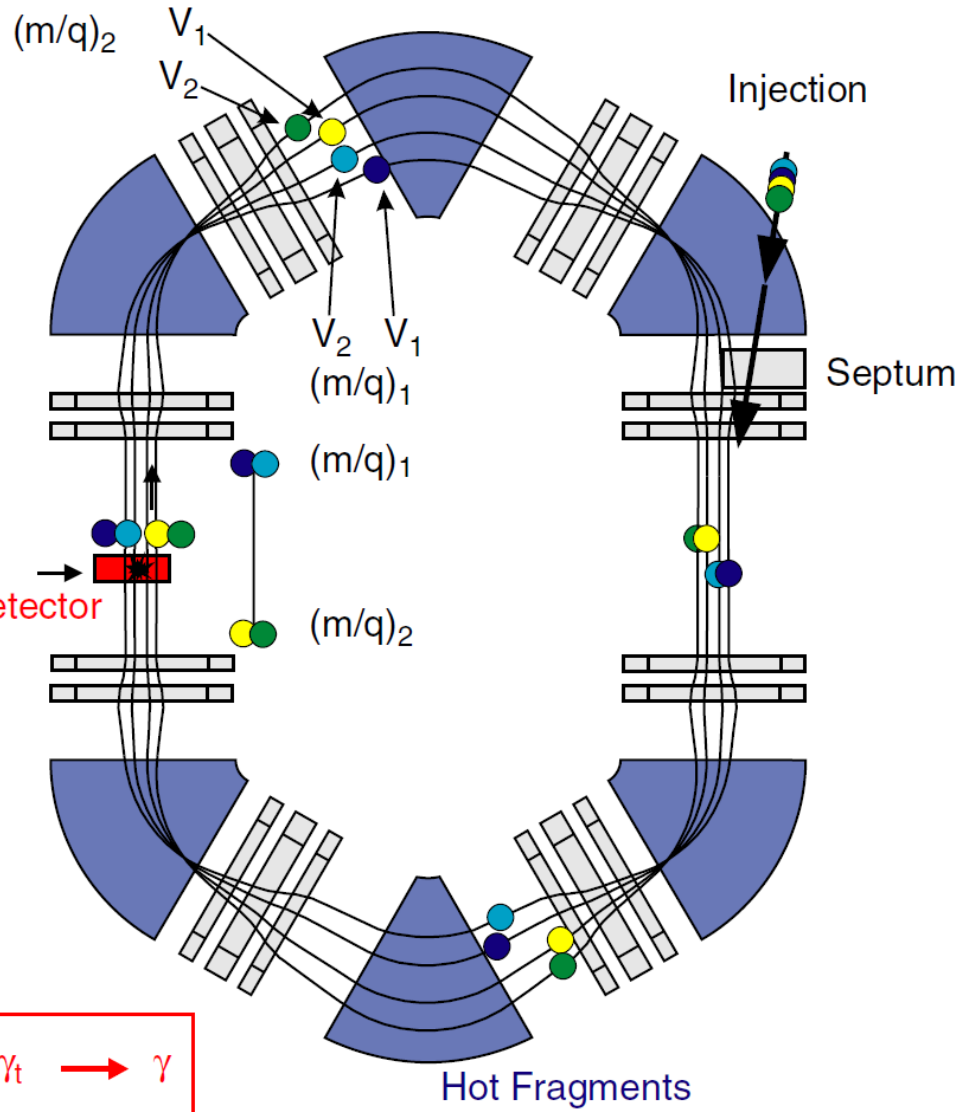 (m/q)₂
V₁
V₂
Injection
V₂ V₁
(m/q)₁
Septum
(m/q)₁
etector
(m/q)₂
γₜ → γ
Hot Fragments